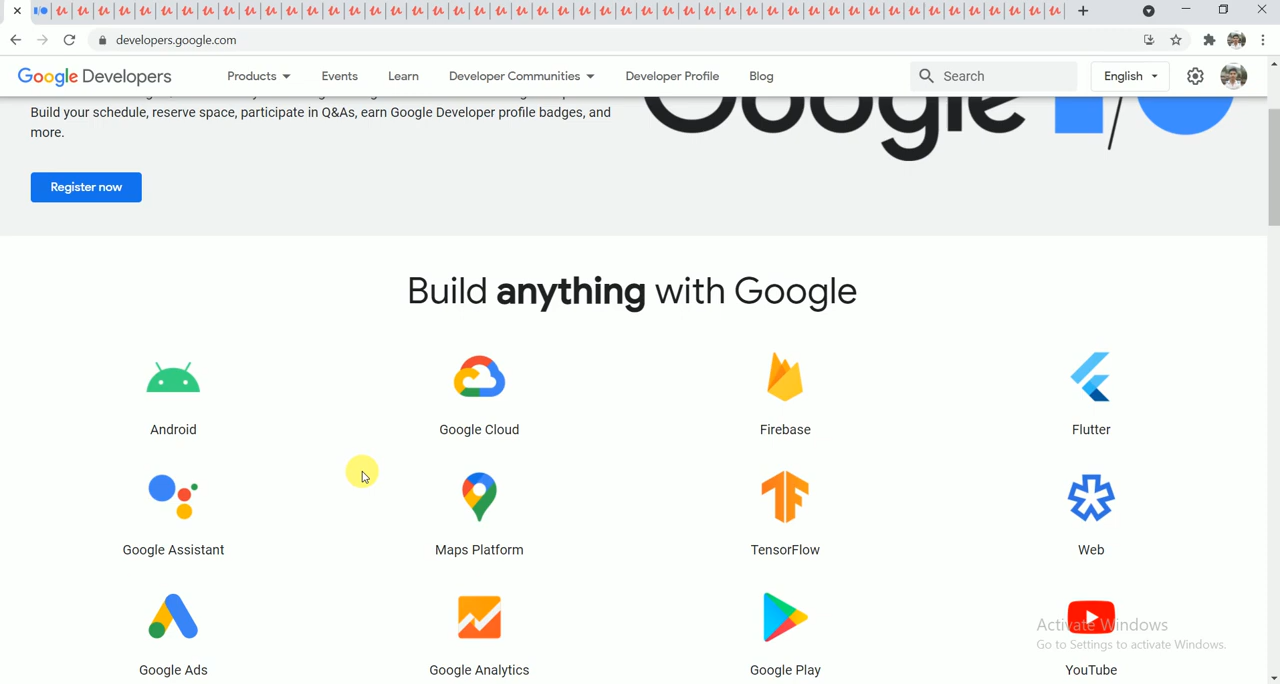 developers.google.com
Google Developers Products Events Learn Developer Communities Developer Profile Blog Search English
Build your schedule, reserve space, participate in Q&As, earn Google Developer profile badges, and
more.
Google I/O
Register now
Build anything with Google
Android Google Cloud Firebase Flutter
Google Assistant Maps Platform TensorFlow Web
Google Ads Google Analytics Google Play YouTube
Activate Windows
Go to Settings to activate Windows.